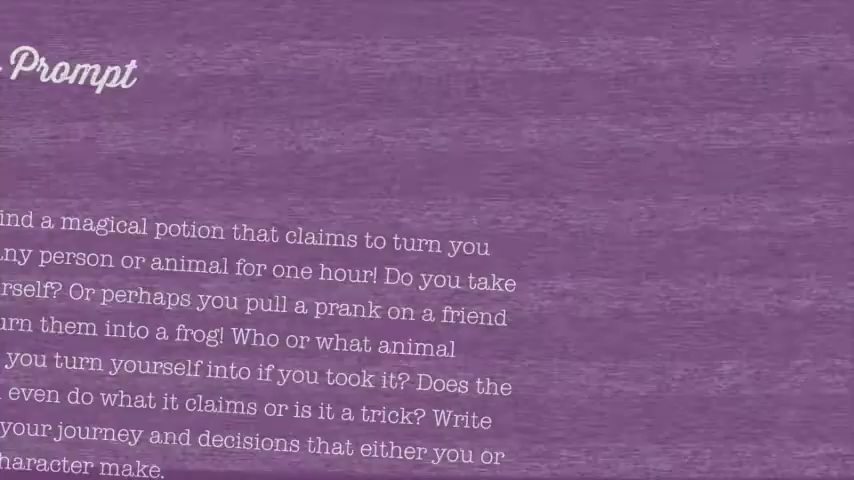 Prompt
ind a magical potion that claims to turn you
ny person or animal for one hour! Do you take
rself? Or perhaps you pull a prank on a friend
urn them into a frog! Who or what animal
you turn yourself into if you took it? Does the
even do what it claims or is it a trick? Write
your journey and decisions that either you or
haracter make.